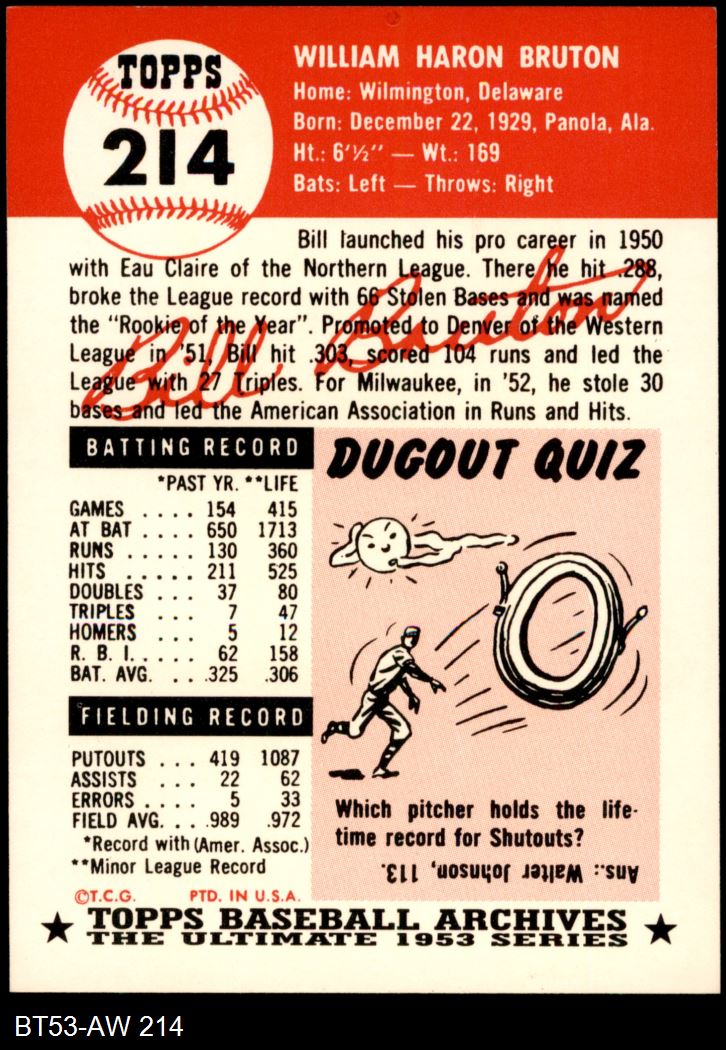 TOPPS
214
WILLIAM HARON BRUTON
Home: Wilmington, Delaware
Born: December 22, 1929, Panola, Ala.
Ht.: 6'½" — Wt.: 169
Bats: Left — Throws: Right
Bill launched his pro career in 1950
with Eau Claire of the Northern League. There he hit .288,
broke the League record with 66 Stolen Bases and was named
the "Rookie of the Year". Promoted to Denver of the Western
League in '51, Bill hit .303, scored 104 runs and led the
League with 27 Triples. For Milwaukee, in '52, he stole 30
bases and led the American Association in Runs and Hits.
Bill Bruton
BATTING RECORD
*PAST YR. **LIFE
GAMES .... 154 415
AT BAT .... 650 1713
RUNS ..... 130 360
HITS ..... 211 525
DOUBLES ... 37 80
TRIPLES ... 7 47
HOMERS ... 5 12
R. B. I. .... 62 158
BAT. AVG. ... .325 .306
FIELDING RECORD
PUTOUTS ... 419 1087
ASSISTS ... 22 62
ERRORS .... 5 33
FIELD AVG. ... .989 .972
*Record with (Amer. Assoc.)
**Minor League Record
DUGOUT QUIZ
Which pitcher holds the life-
time record for Shutouts?
Ans.: Walter Johnson, 113.
©T.C.G. PTD. IN U.S.A.
★ TOPPS BASEBALL ARCHIVES ★
THE ULTIMATE 1953 SERIES
BT53-AW 214